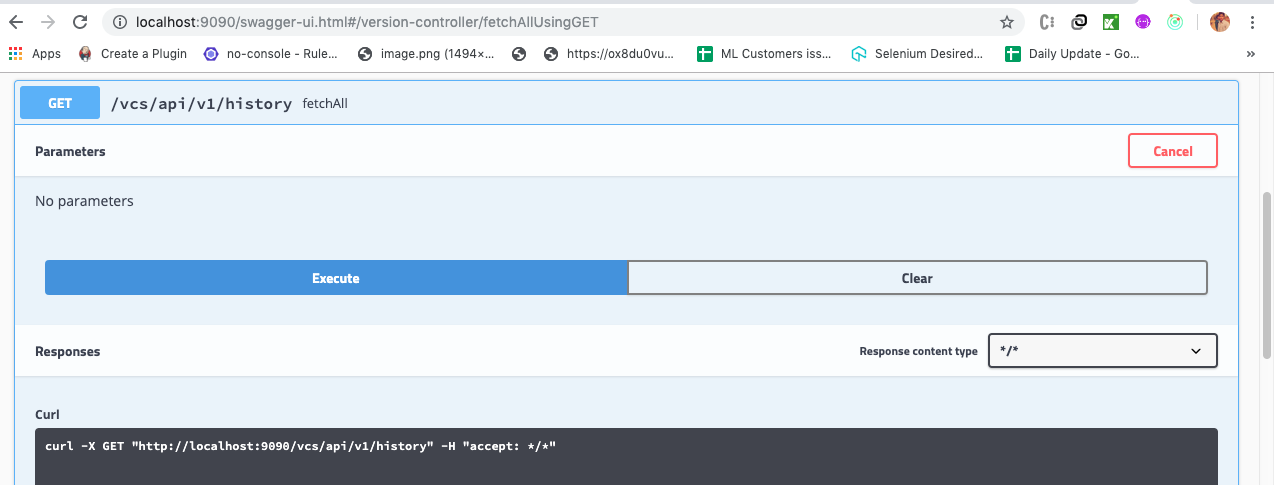 localhost:9090/swagger-ui.html#/version-controller/fetchAllUsingGET
Apps Create a Plugin no-console - Rule... image.png (1494×... https://ox8du0vu... ML Customers iss... Selenium Desired... Daily Update - Go... »
GET /vcs/api/v1/history fetchAll
Parameters Cancel
No parameters
Execute Clear
Responses Response content type */*
Curl
curl -X GET "http://localhost:9090/vcs/api/v1/history" -H "accept: */*"